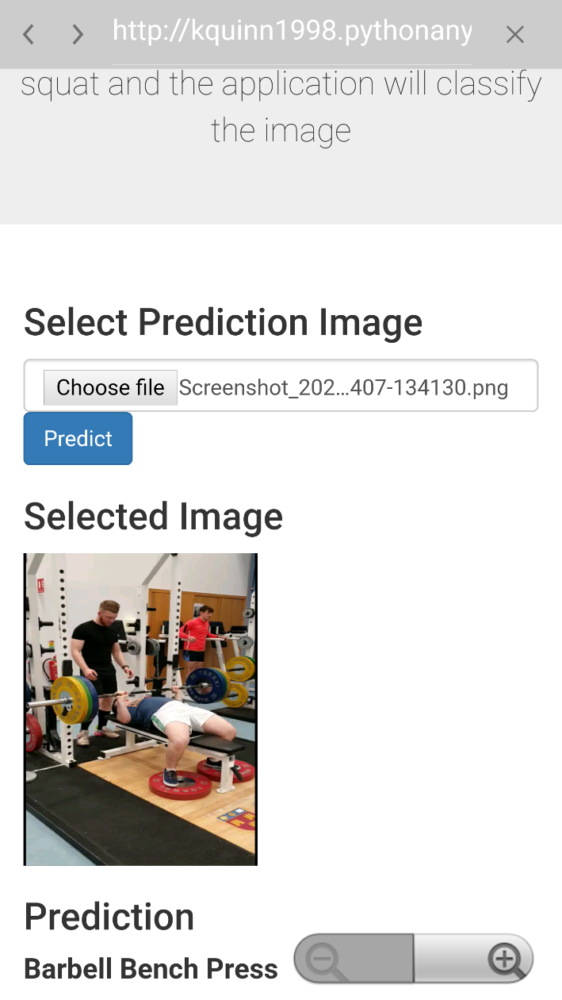 http://kquinn1998.pythonany
squat and the application will classify
the image
Select Prediction Image
Choose file Screenshot_202...407-134130.png
Predict
Selected Image
Prediction
Barbell Bench Press